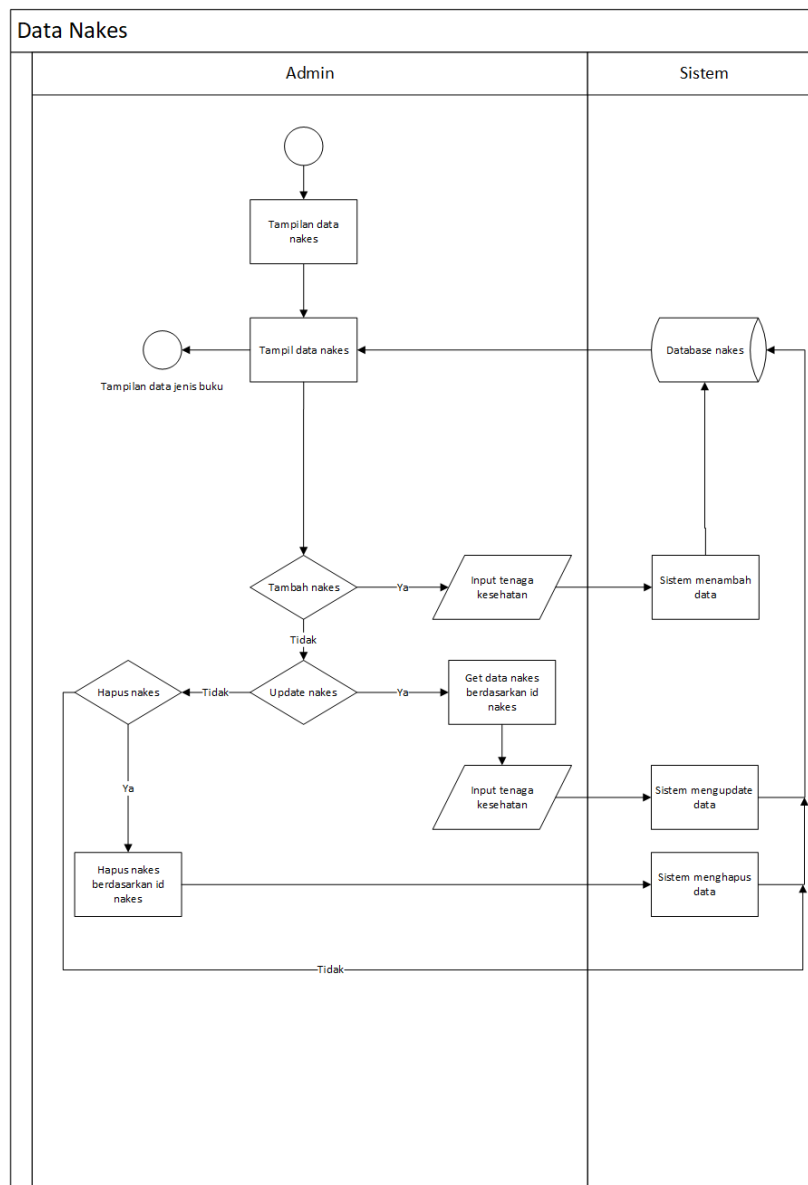 Data Nakes
Admin
Sistem
Tampilan data
nakes
Tampil data nakes
Database nakes
Tampilan data jenis buku
Tambah nakes
Ya
Input tenaga
kesehatan
Sistem menambah
data
Tidak
Hapus nakes
Tidak
Update nakes
Ya
Get data nakes
berdasarkan id
nakes
Ya
Input tenaga
kesehatan
Sistem mengupdate
data
Hapus nakes
berdasarkan id
nakes
Sistem menghapus
data
Tidak